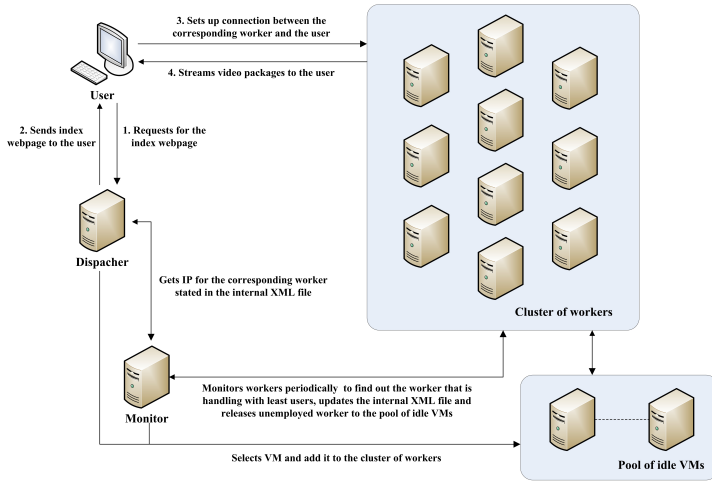 3. Sets up connection between the
corresponding worker and the user
4. Streams video packages to the user
User
2. Sends index
webpage to the user
1. Requests for the
index webpage
Dispacher
Gets IP for the corresponding worker
stated in the internal XML file
Cluster of workers
Monitors workers periodically to find out the worker that is
handling with least users, updates the internal XML file and
releases unemployed worker to the pool of idle VMs
Monitor
Selects VM and add it to the cluster of workers
Pool of idle VMs